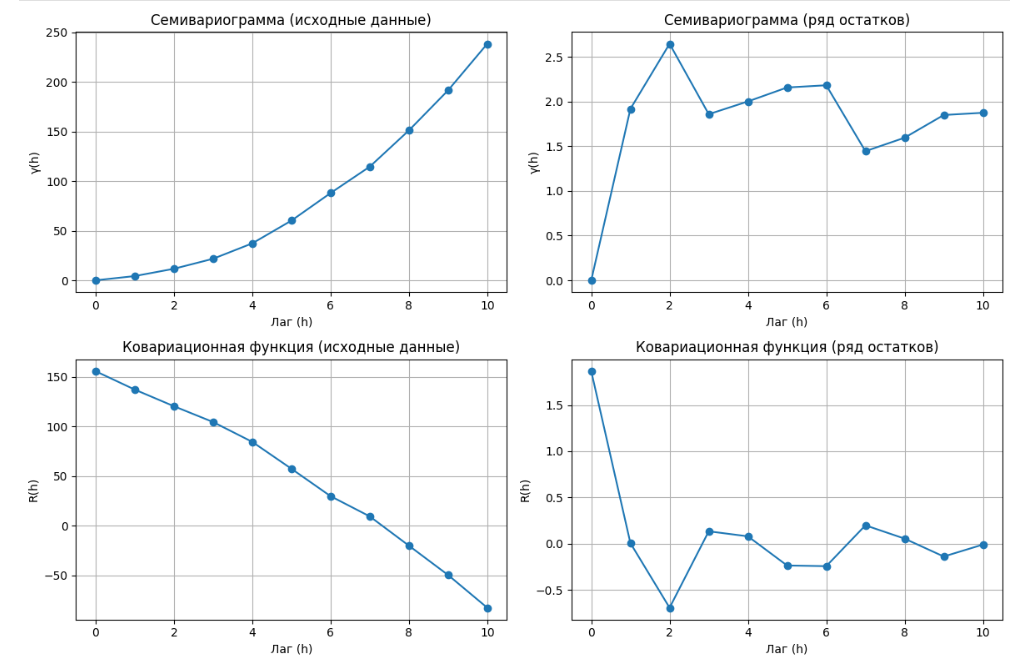 Семивариограмма (исходные данные)
250
200
150
100
50
0
γ(h)
0 2 4 6 8 10
Лаг (h)
Семивариограмма (ряд остатков)
2.5
2.0
1.5
1.0
0.5
0.0
γ(h)
0 2 4 6 8 10
Лаг (h)
Ковариационная функция (исходные данные)
150
100
50
0
−50
R(h)
0 2 4 6 8 10
Лаг (h)
Ковариационная функция (ряд остатков)
1.5
1.0
0.5
0.0
−0.5
R(h)
0 2 4 6 8 10
Лаг (h)